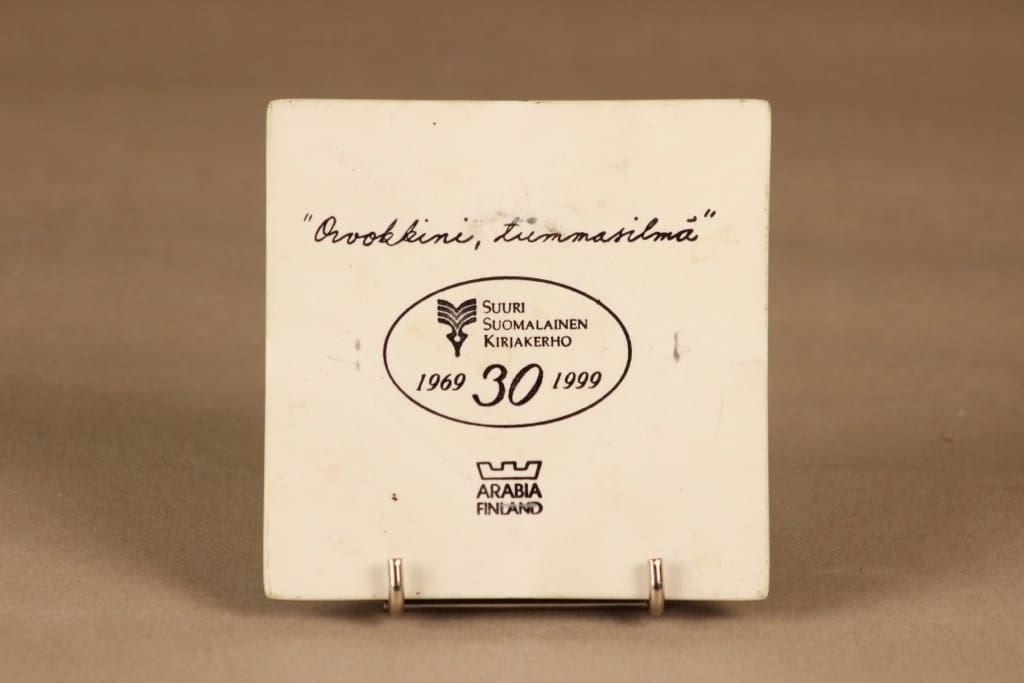 "Orvokkini, tummasilmä"
SUURI
SUOMALAINEN
KIRJAKERHO
1969 30 1999
ARABIA
FINLAND